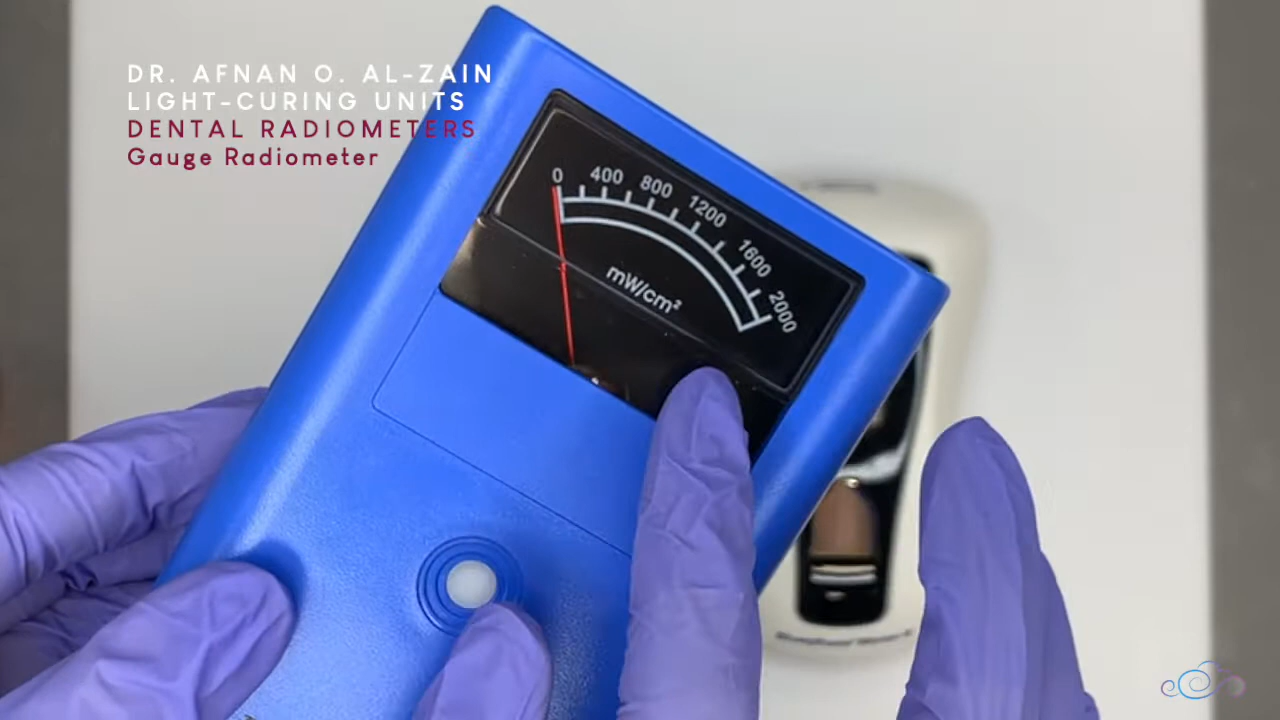 DR. AFNAN O. AL-ZAIN
LIGHT-CURING UNITS
DENTAL RADIOMETERS
Gauge Radiometer
0 400 800 1200 1600 2000
mW/cm²